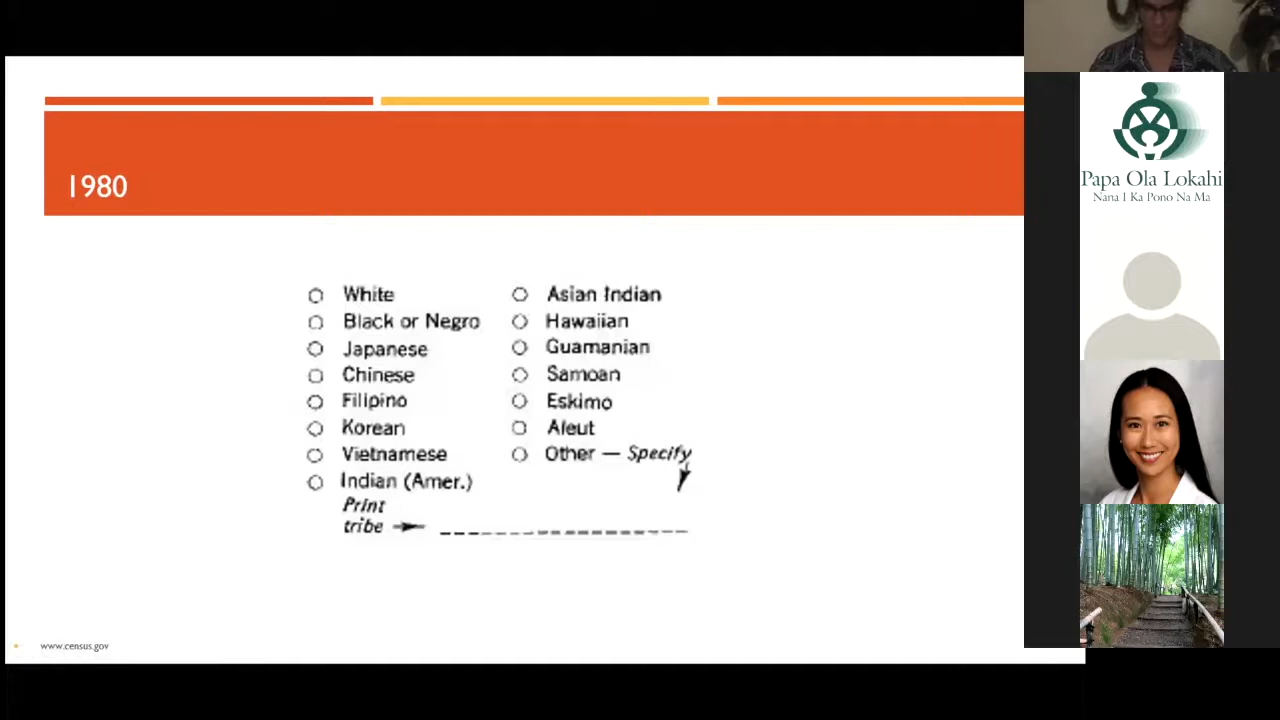 1980
White
Black or Negro
Japanese
Chinese
Filipino
Korean
Vietnamese
Indian (Amer.)
Print
tribe
Asian Indian
Hawaiian
Guamanian
Samoan
Eskimo
Aleut
Other — Specify
www.census.gov
Papa Ola Lokahi
Nana I Ka Pono Na Ma